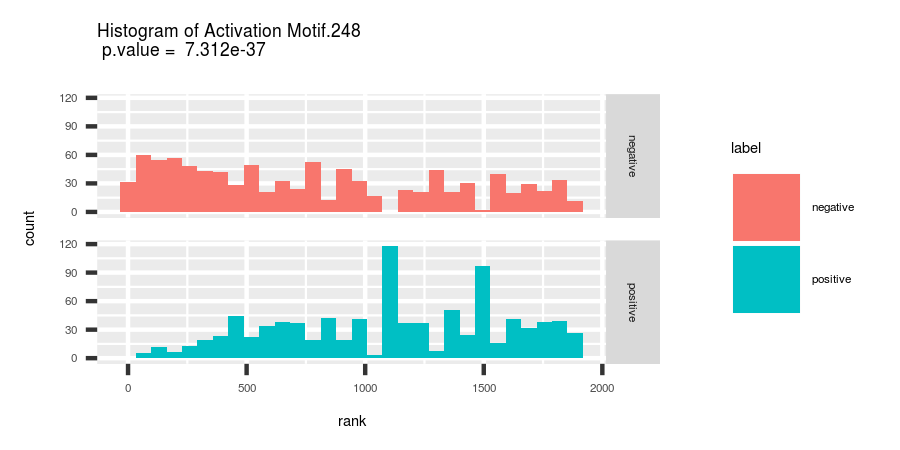 Histogram of Activation Motif.248
p.value = 7.312e-37
120
90
60
30
0
negative
120
90
60
30
0
positive
0 500 1000 1500 2000
rank
count
label
negative
positive